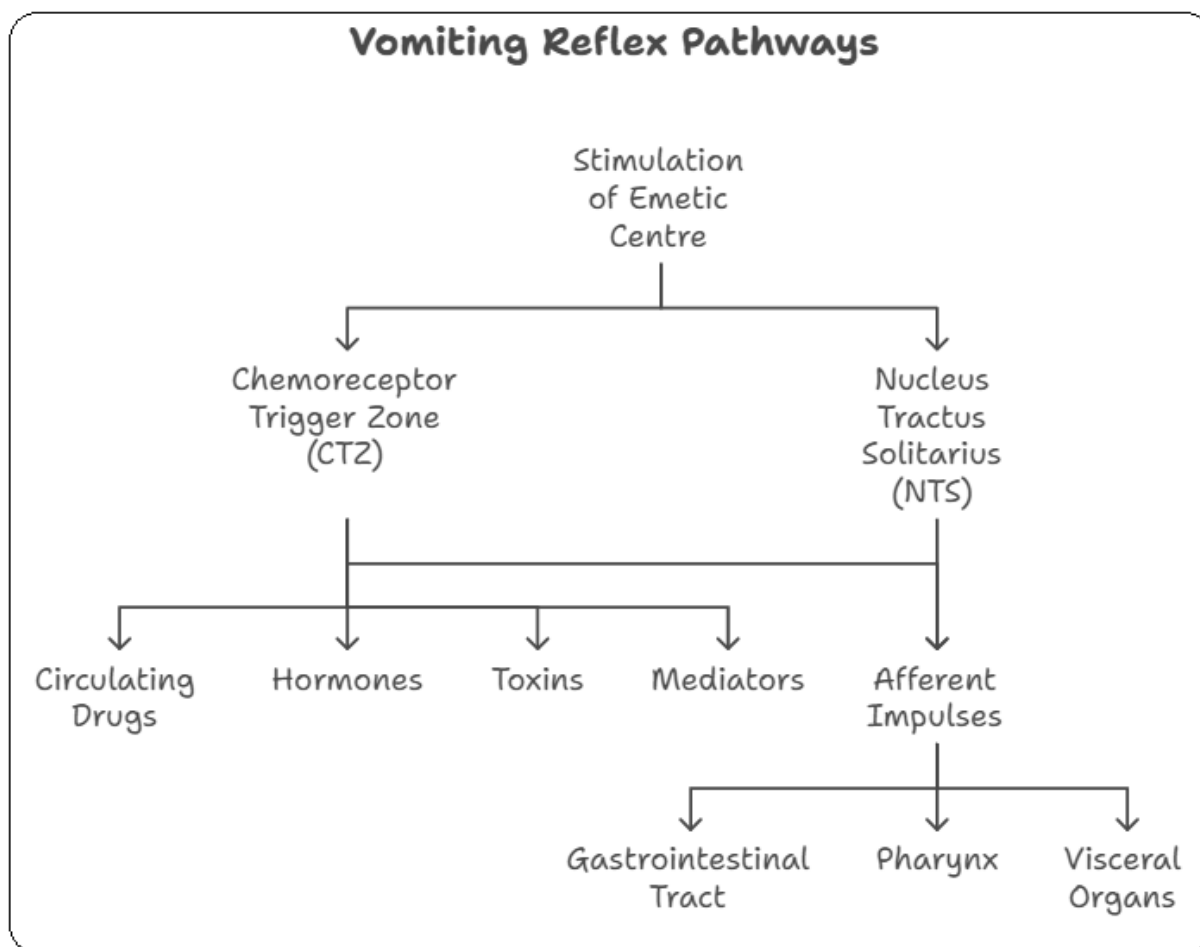 Vomiting Reflex Pathways
Stimulation
of Emetic
Centre
Chemoreceptor
Trigger Zone
(CTZ)
Nucleus
Tractus
Solitarius
(NTS)
Circulating
Drugs
Hormones
Toxins
Mediators
Afferent
Impulses
Gastrointestinal
Tract
Pharynx
Visceral
Organs